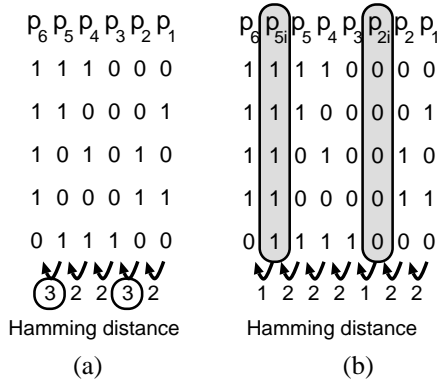 p6 p5 p4 p3 p2 p1
1 1 1 0 0 0
1 1 0 0 0 1
1 0 1 0 1 0
1 0 0 0 1 1
0 1 1 1 0 0
3 2 2 3 2
Hamming distance
(a)
p6 p5i p5 p4 p3 p2i p2 p1
1 1 1 1 0 0 0 0
1 1 1 0 0 0 0 1
1 1 0 1 0 0 1 0
1 1 0 0 0 0 1 1
0 1 1 1 1 0 0 0
1 2 2 2 1 2 2
Hamming distance
(b)